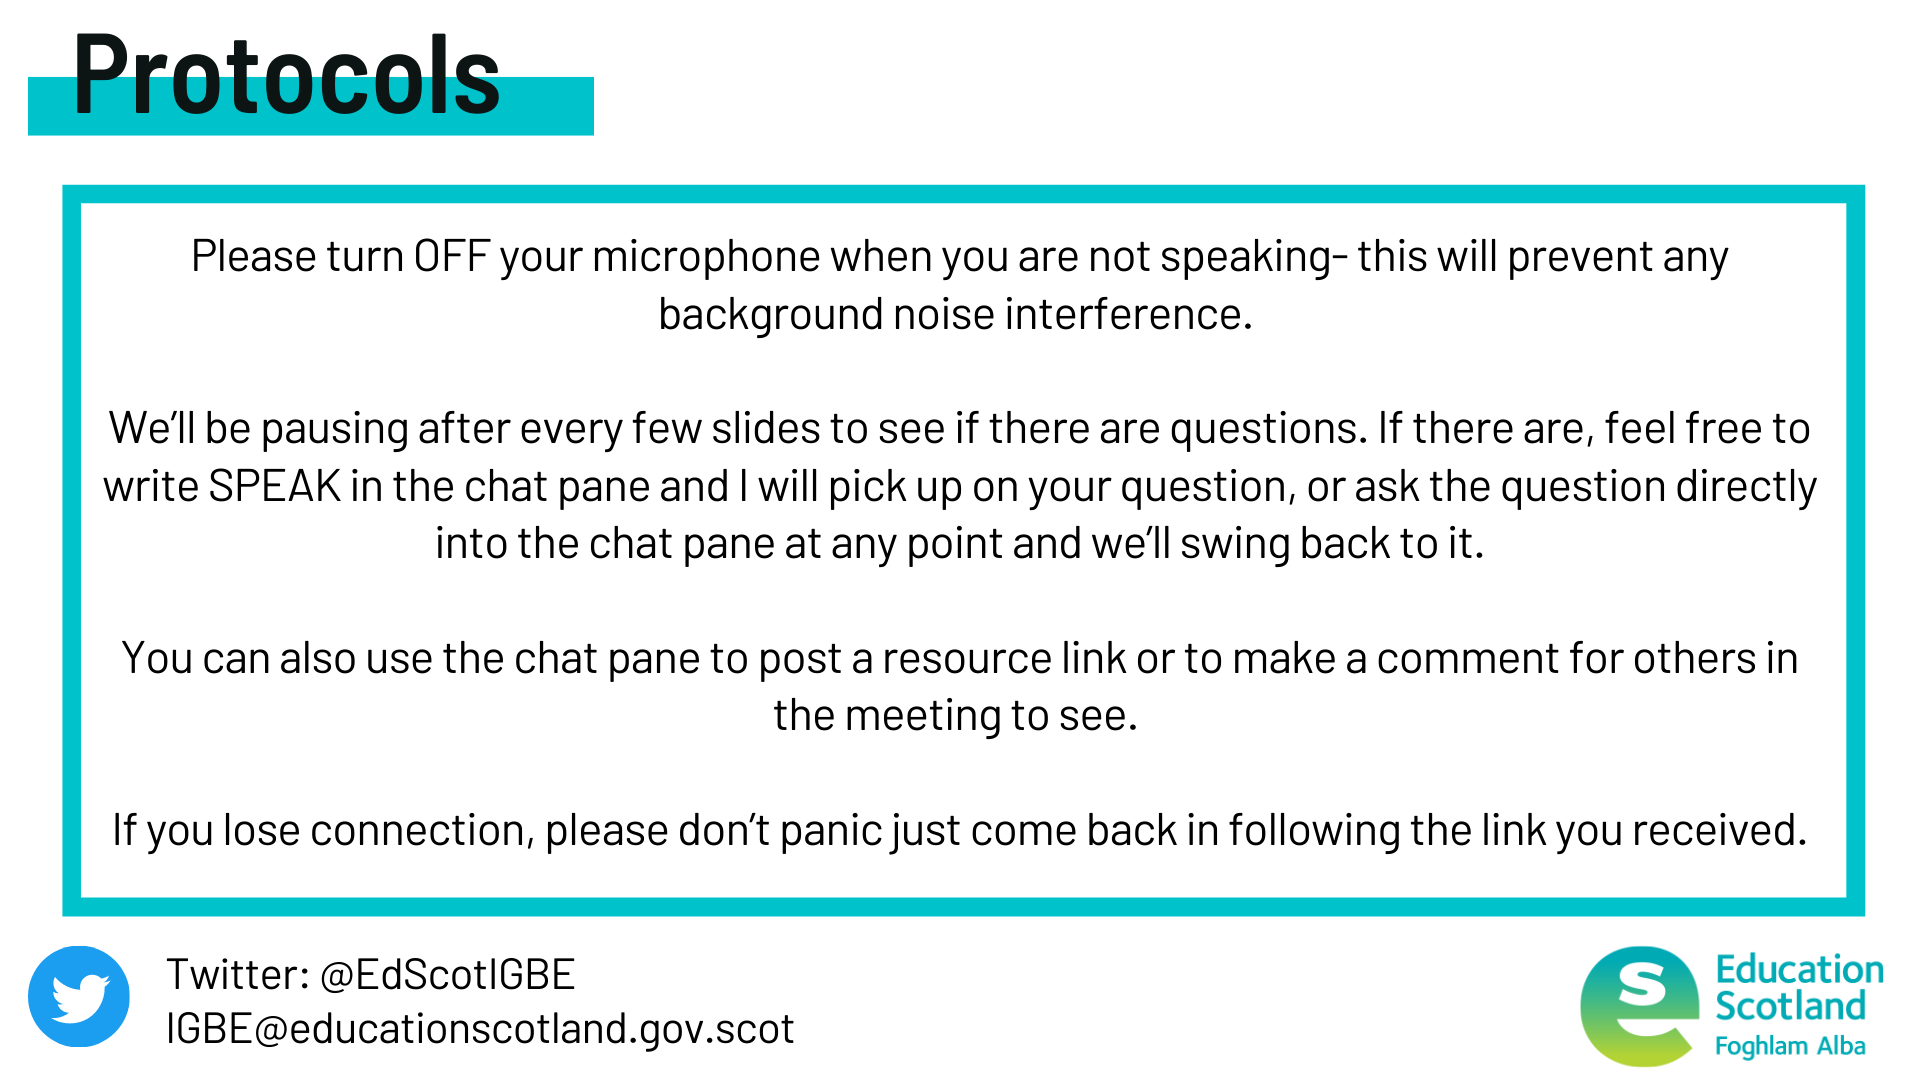 Protocols
Please turn OFF your microphone when you are not speaking- this will prevent any
background noise interference.
We’ll be pausing after every few slides to see if there are questions. If there are, feel free to
write SPEAK in the chat pane and I will pick up on your question, or ask the question directly
into the chat pane at any point and we’ll swing back to it.
You can also use the chat pane to post a resource link or to make a comment for others in
the meeting to see.
If you lose connection, please don’t panic just come back in following the link you received.
Twitter: @EdScotIGBE
IGBE@educationscotland.gov.scot
Education
Scotland
Foghlam Alba